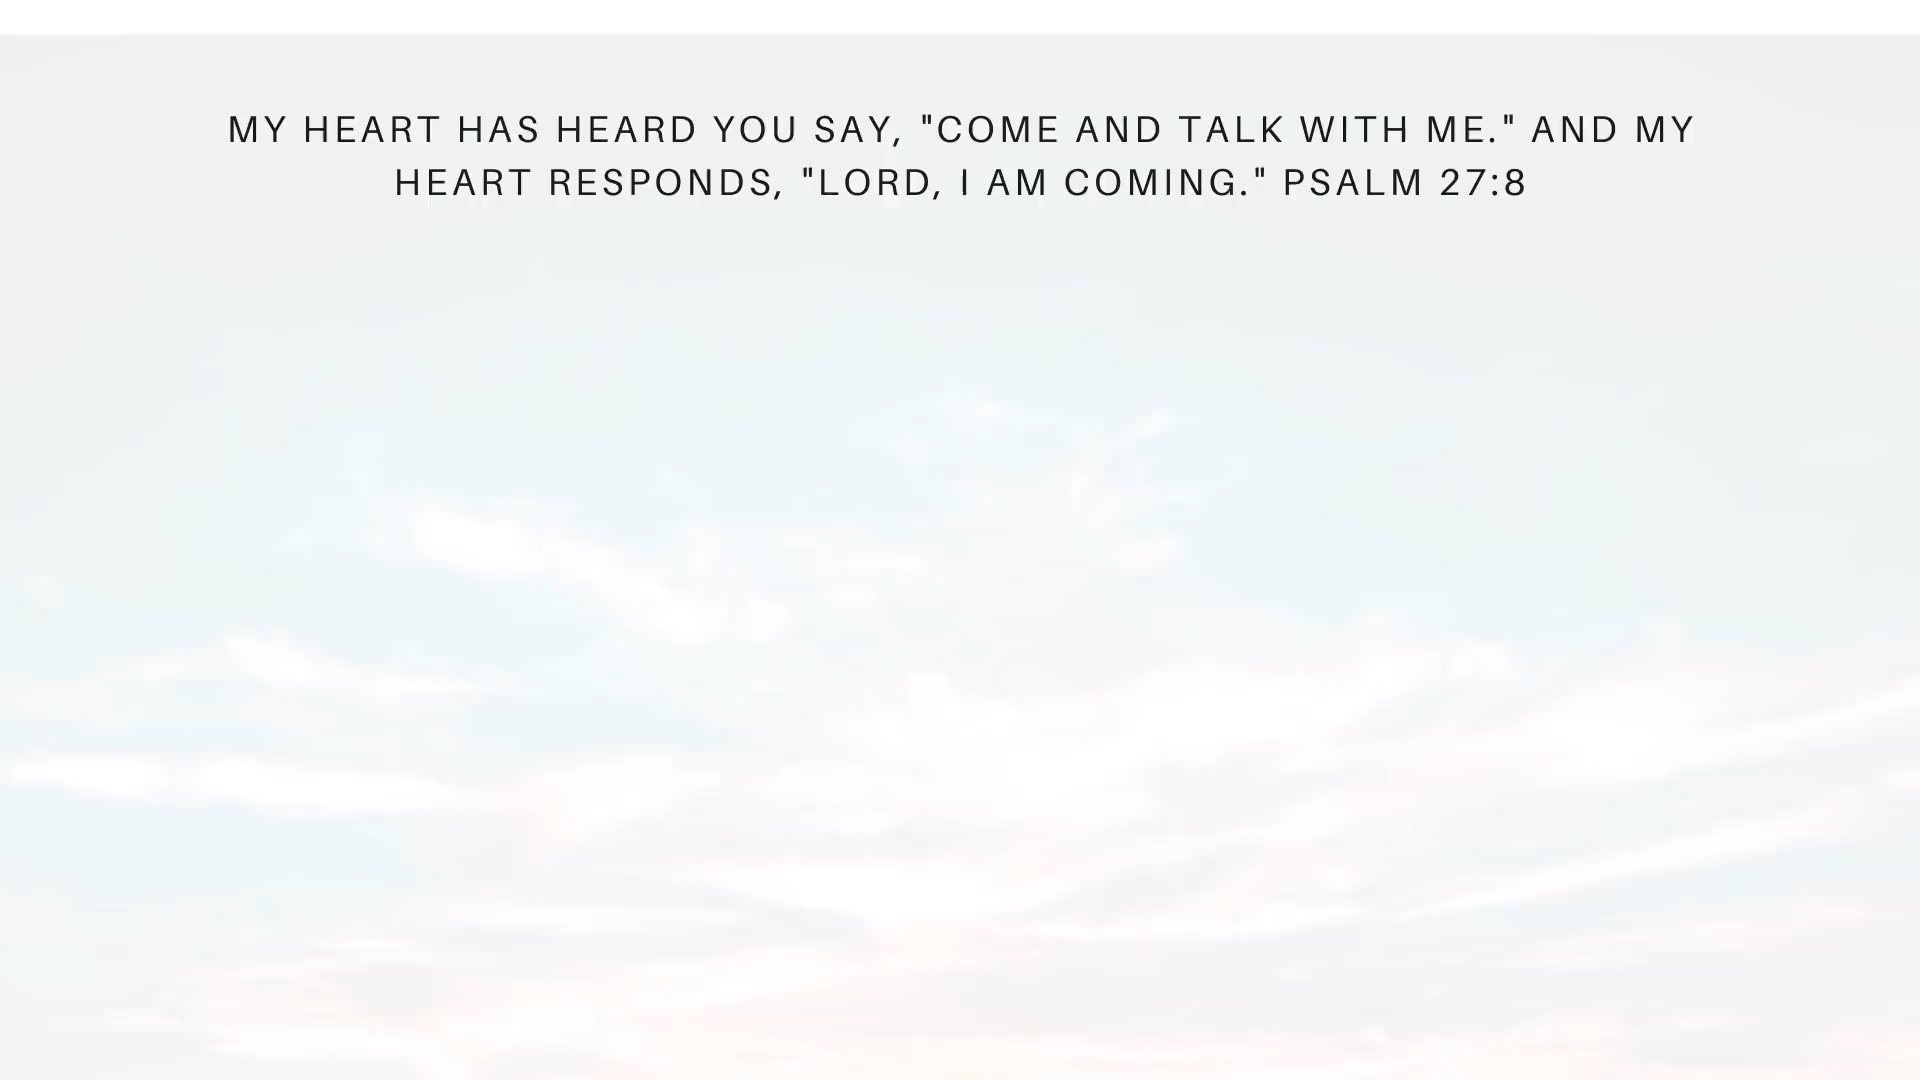 MY HEART HAS HEARD YOU SAY, "COME AND TALK WITH ME." AND MY
HEART RESPONDS, "LORD, I AM COMING." PSALM 27:8